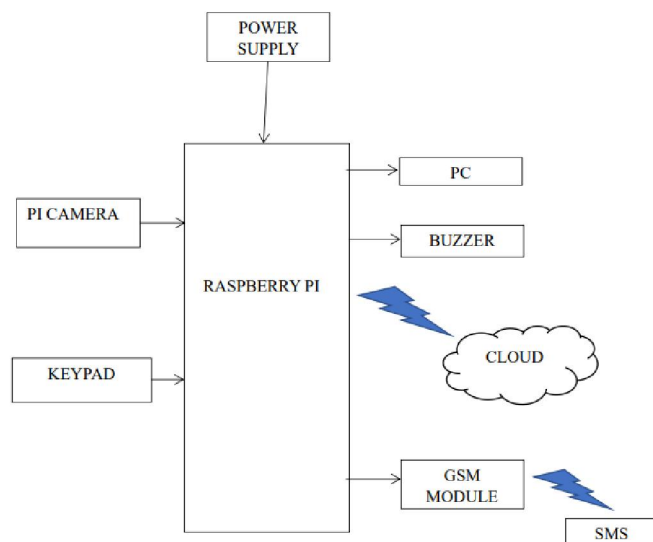 POWER
SUPPLY
PC
PI CAMERA
BUZZER
RASPBERRY PI
CLOUD
KEYPAD
GSM
MODULE
SMS